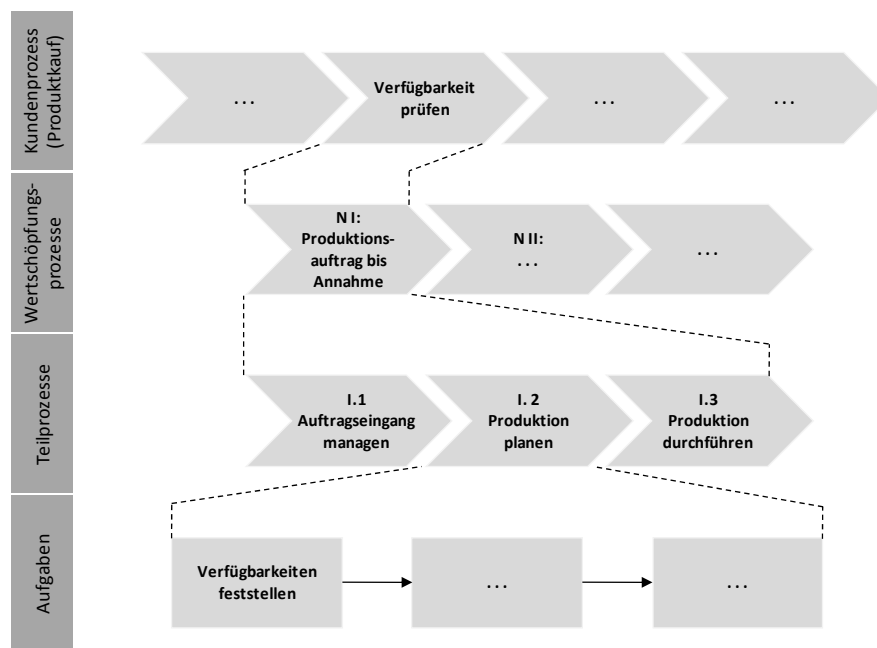 Kundenprozess
(Produktkauf)
. . .
Verfügbarkeit
prüfen
. . .
. . .
Wertschöpfungs-
prozesse
N I:
Produktions-
auftrag bis
Annahme
N II:
. . .
. . .
Teilprozesse
I.1
Auftragseingang
managen
I. 2
Produktion
planen
I.3
Produktion
durchführen
Aufgaben
Verfügbarkeiten
feststellen
. . .
. . .